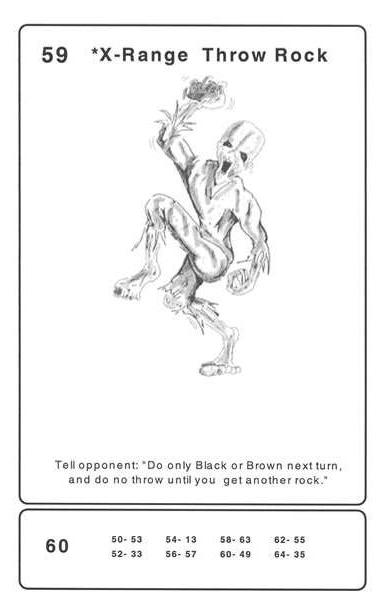 59 *X-Range Throw Rock
Tell opponent: "Do only Black or Brown next turn,
and do no throw until you get another rock."
60
50- 53 54- 13 58- 63 62- 55
52- 33 56- 57 60- 49 64- 35